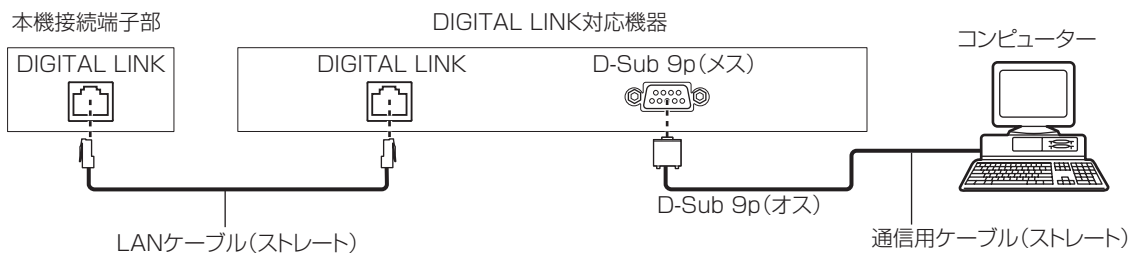 本機接続端子部
DIGITAL LINK対応機器
コンピューター
DIGITAL LINK
DIGITAL LINK
D-Sub 9p(メス)
D-Sub 9p(オス)
LANケーブル(ストレート)
通信用ケーブル(ストレート)